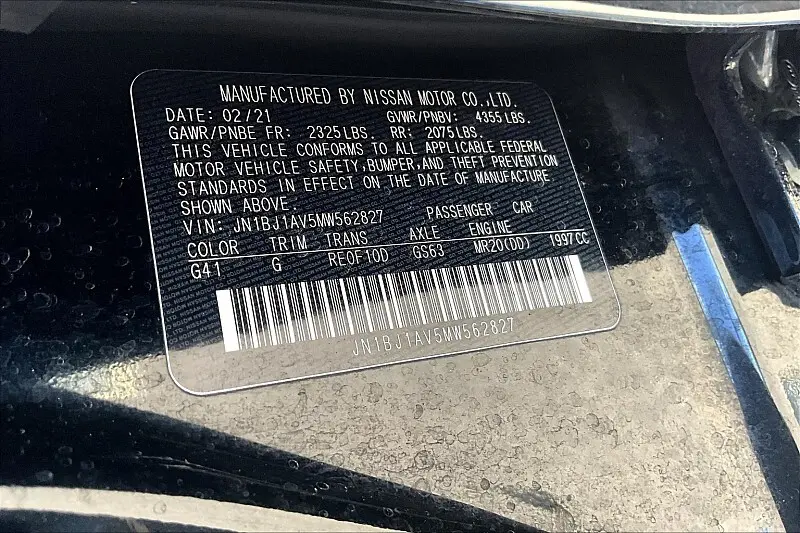 MANUFACTURED BY NISSAN MOTOR CO.,LTD.
DATE: 02/21 GVWR/PNBV: 4355 LBS.
GAWR/PNBE FR: 2325 LBS. RR: 2075 LBS.
THIS VEHICLE CONFORMS TO ALL APPLICABLE FEDERAL
MOTOR VEHICLE SAFETY,BUMPER,AND THEFT PREVENTION
STANDARDS IN EFFECT ON THE DATE OF MANUFACTURE
SHOWN ABOVE.
VIN: JN1BJ1AV5MW562827 PASSENGER CAR
COLOR TRIM TRANS AXLE ENGINE
G41 G RE0F10D GS63 MR20(DD) 1997CC
JN1BJ1AV5MW562827